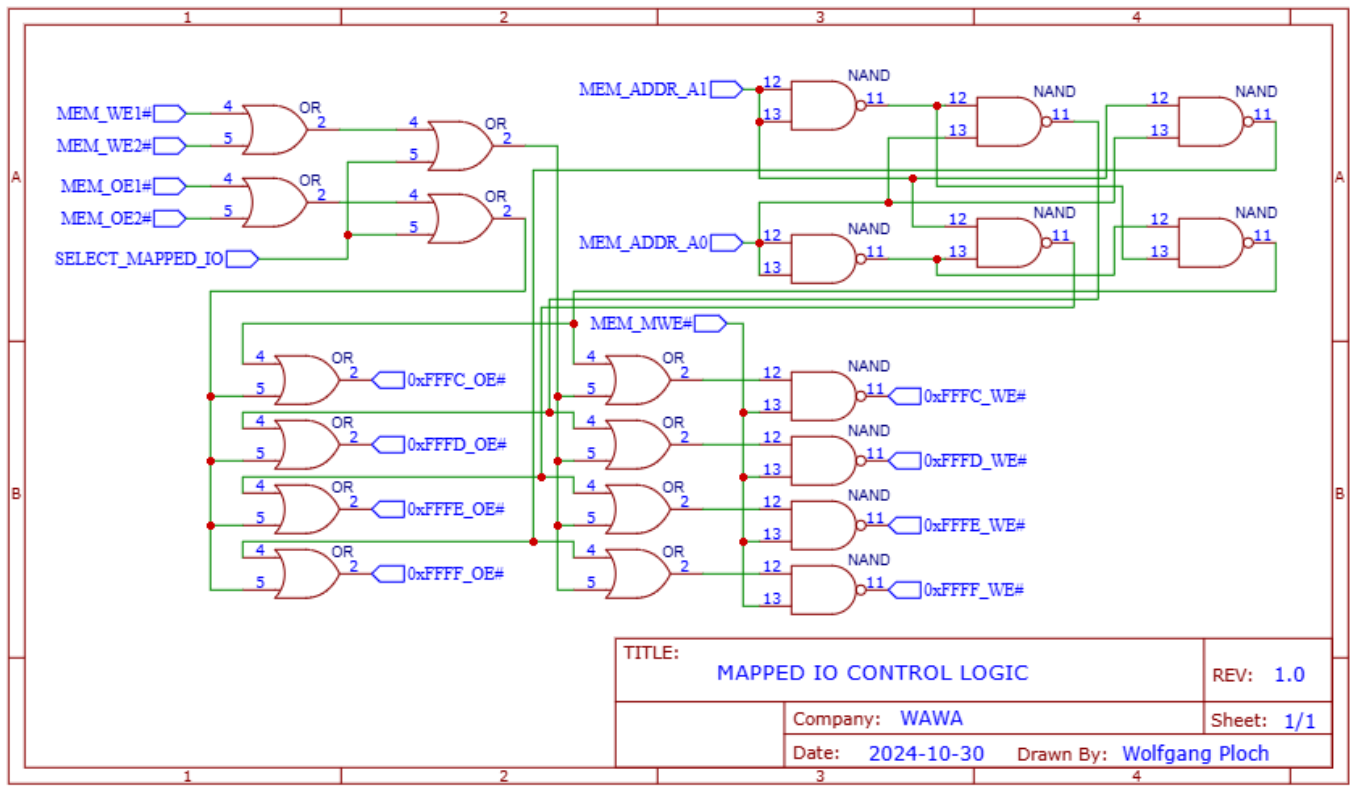 1 2 3 4
A A
B B
MEM_WE1# 4 OR 2
MEM_WE2# 5
4 OR 2
5
MEM_OE1# 4 OR 2
MEM_OE2# 5
4 OR 2
5
SELECT_MAPPED_IO
MEM_ADDR_A1 12 NAND 11
13
12 NAND 11
13
12 NAND 11
13
MEM_ADDR_A0 12 NAND 11
13
12 NAND 11
13
12 NAND 11
13
MEM_MWE#
4 OR 2 0xFFFC_OE#
5
4 OR 2 0xFFFD_OE#
5
4 OR 2 0xFFFE_OE#
5
4 OR 2 0xFFFF_OE#
5
4 OR 2
5
12 NAND 11 0xFFFC_WE#
13
4 OR 2
5
12 NAND 11 0xFFFD_WE#
13
4 OR 2
5
12 NAND 11 0xFFFE_WE#
13
4 OR 2
5
12 NAND 11 0xFFFF_WE#
13
TITLE:
MAPPED IO CONTROL LOGIC
REV: 1.0
Company: WAWA
Sheet: 1/1
Date: 2024-10-30 Drawn By: Wolfgang Ploch
1 2 3 4